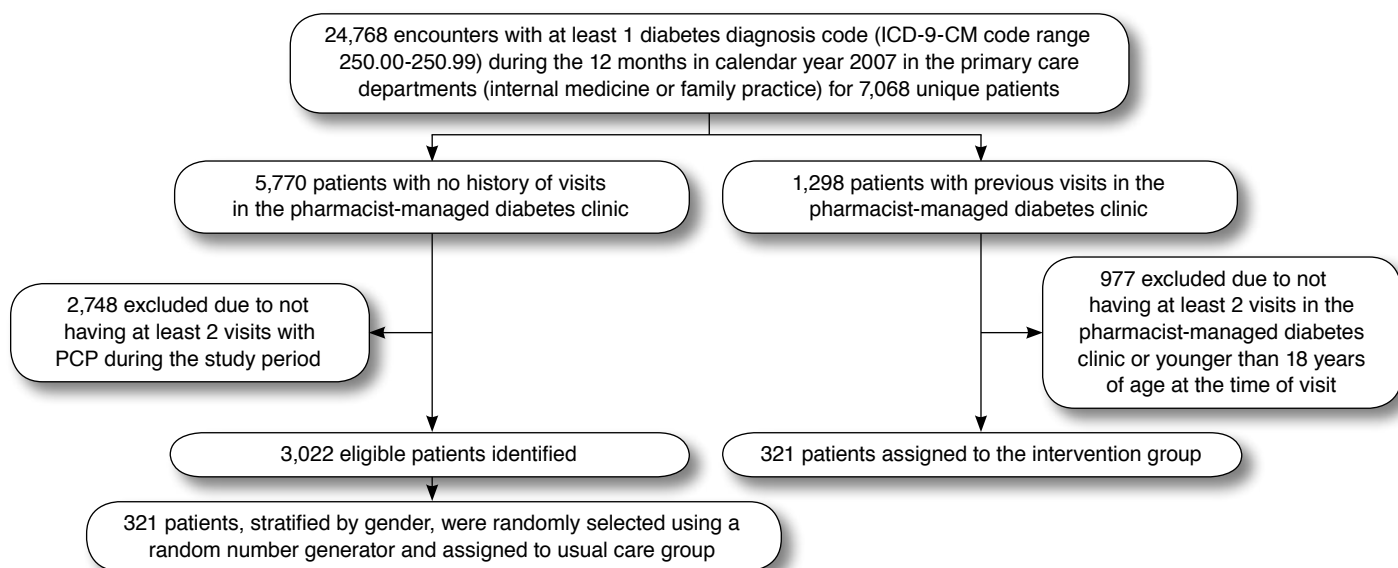 24,768 encounters with at least 1 diabetes diagnosis code (ICD-9-CM code range
250.00-250.99) during the 12 months in calendar year 2007 in the primary care
departments (internal medicine or family practice) for 7,068 unique patients
5,770 patients with no history of visits
in the pharmacist-managed diabetes clinic
1,298 patients with previous visits in the
pharmacist-managed diabetes clinic
2,748 excluded due to not
having at least 2 visits with
PCP during the study period
977 excluded due to not
having at least 2 visits in the
pharmacist-managed diabetes
clinic or younger than 18 years
of age at the time of visit
3,022 eligible patients identified
321 patients assigned to the intervention group
321 patients, stratified by gender, were randomly selected using a
random number generator and assigned to usual care group